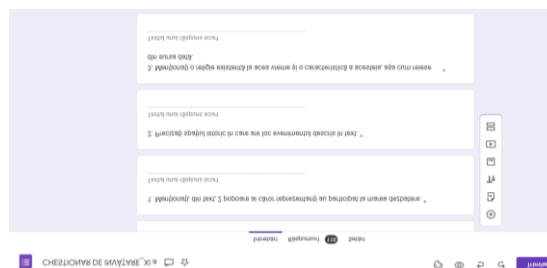 CHESTIONAR DE INVĂȚARE_XI a
Trimite
Întrebări Răspunsuri 110 Setări
1. Menționați, din text, 2 popoare ai căror reprezentanți au participat la marea dezbatere. *
Textul unui răspuns scurt
2. Precizați spațiul istoric în care are loc evenimentul descris în text. *
Textul unui răspuns scurt
3. Menționați o religie existentă la acea vreme și o caracteristică a acesteia, așa cum reiese *
din sursa dată.
Textul unui răspuns scurt